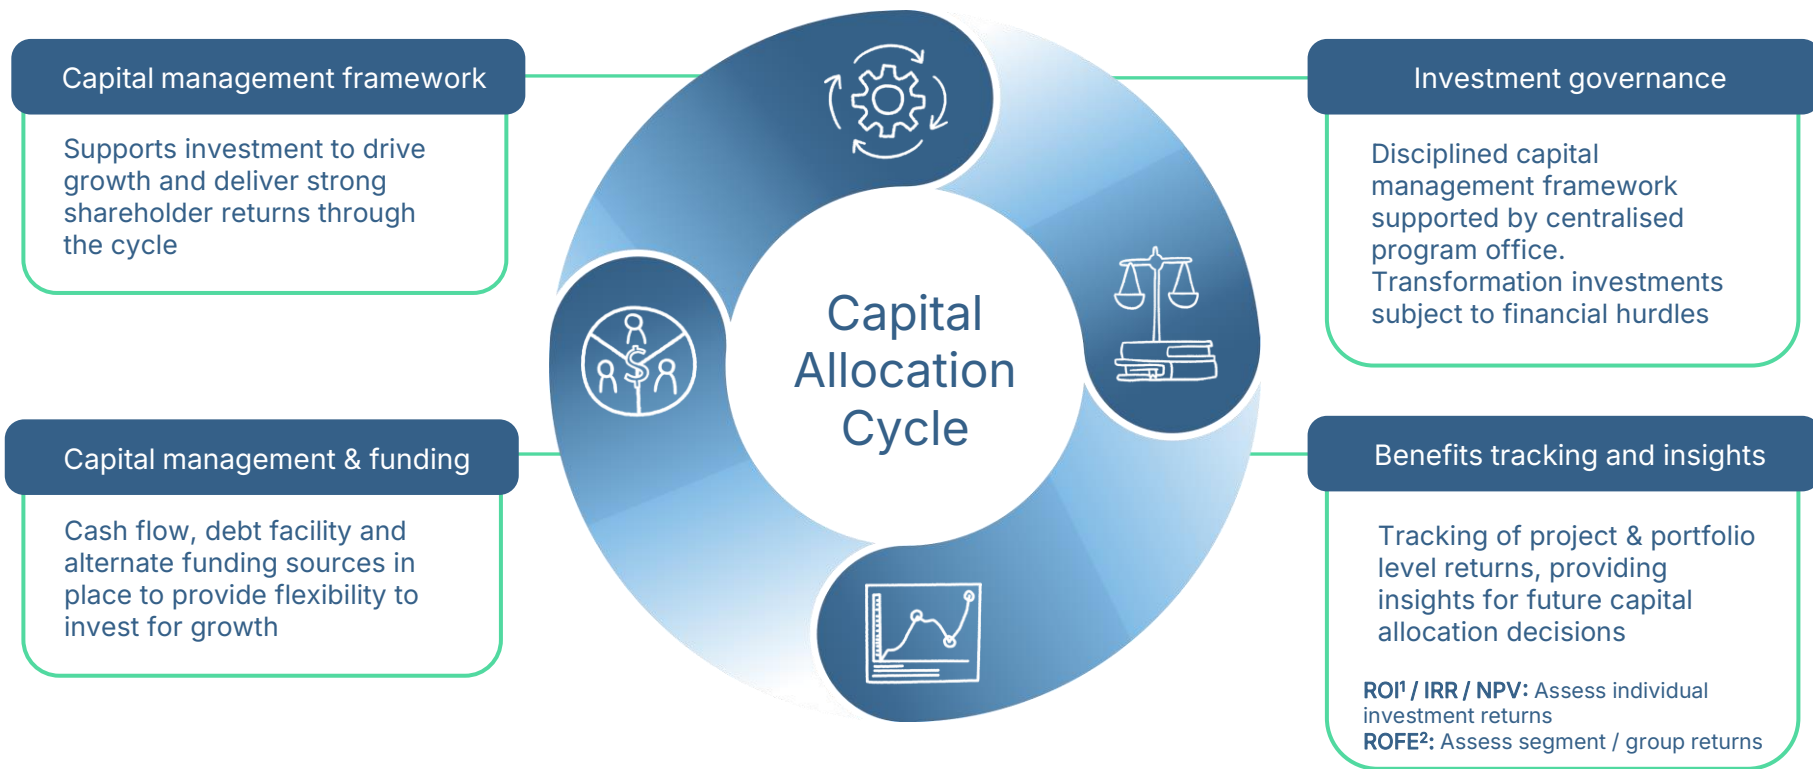 Capital management framework
Supports investment to drive
growth and deliver strong
shareholder returns through
the cycle
Capital management & funding
Cash flow, debt facility and
alternate funding sources in
place to provide flexibility to
invest for growth
Capital
Allocation
Cycle
$
Investment governance
Disciplined capital
management framework
supported by centralised
program office.
Transformation investments
subject to financial hurdles
Benefits tracking and insights
Tracking of project & portfolio
level returns, providing
insights for future capital
allocation decisions
ROI¹ / IRR / NPV: Assess individual
investment returns
ROFE²: Assess segment / group returns